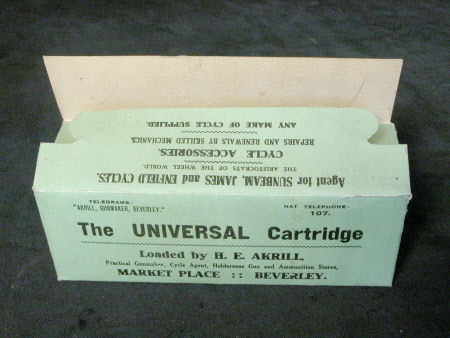 Agent for SUNBEAM, JAMES and ENFIELD CYCLES.
THE ARISTOCRATS OF THE WHEEL WORLD.
CYCLE ACCESSORIES.
REPAIRS AND RENEWALS BY SKILLED MECHANICS.
ANY MAKE OF CYCLE SUPPLIED.
TELEGRAMS-
"AKRILL, GUNMAKER, BEVERLEY."
NAT TELEPHONE-
107.
The UNIVERSAL Cartridge
Loaded by H. E. AKRILL,
Practical Gunmaker, Cycle Agent, Holderness Gun and Ammunition Stores,
MARKET PLACE :: BEVERLEY.